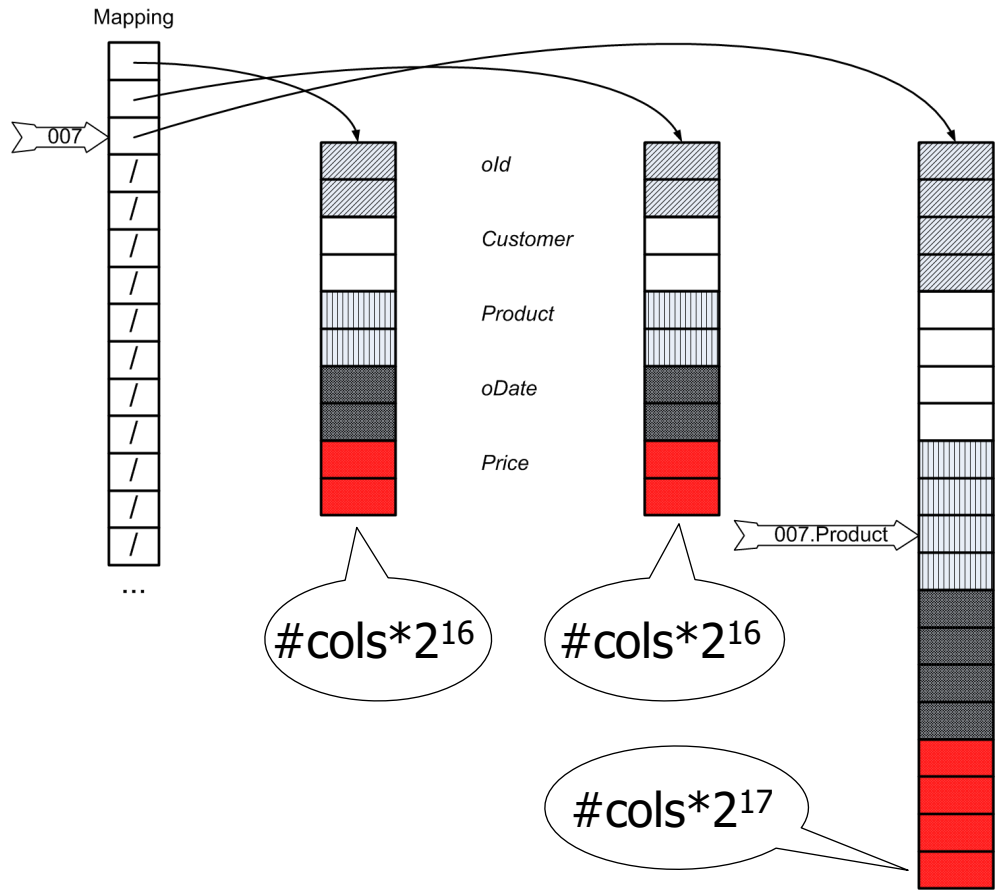 Mapping
007
/
/
/
/
/
/
/
/
/
/
/
...
oId
Customer
Product
oDate
Price
007.Product
#cols*2¹⁶
#cols*2¹⁶
#cols*2¹⁷